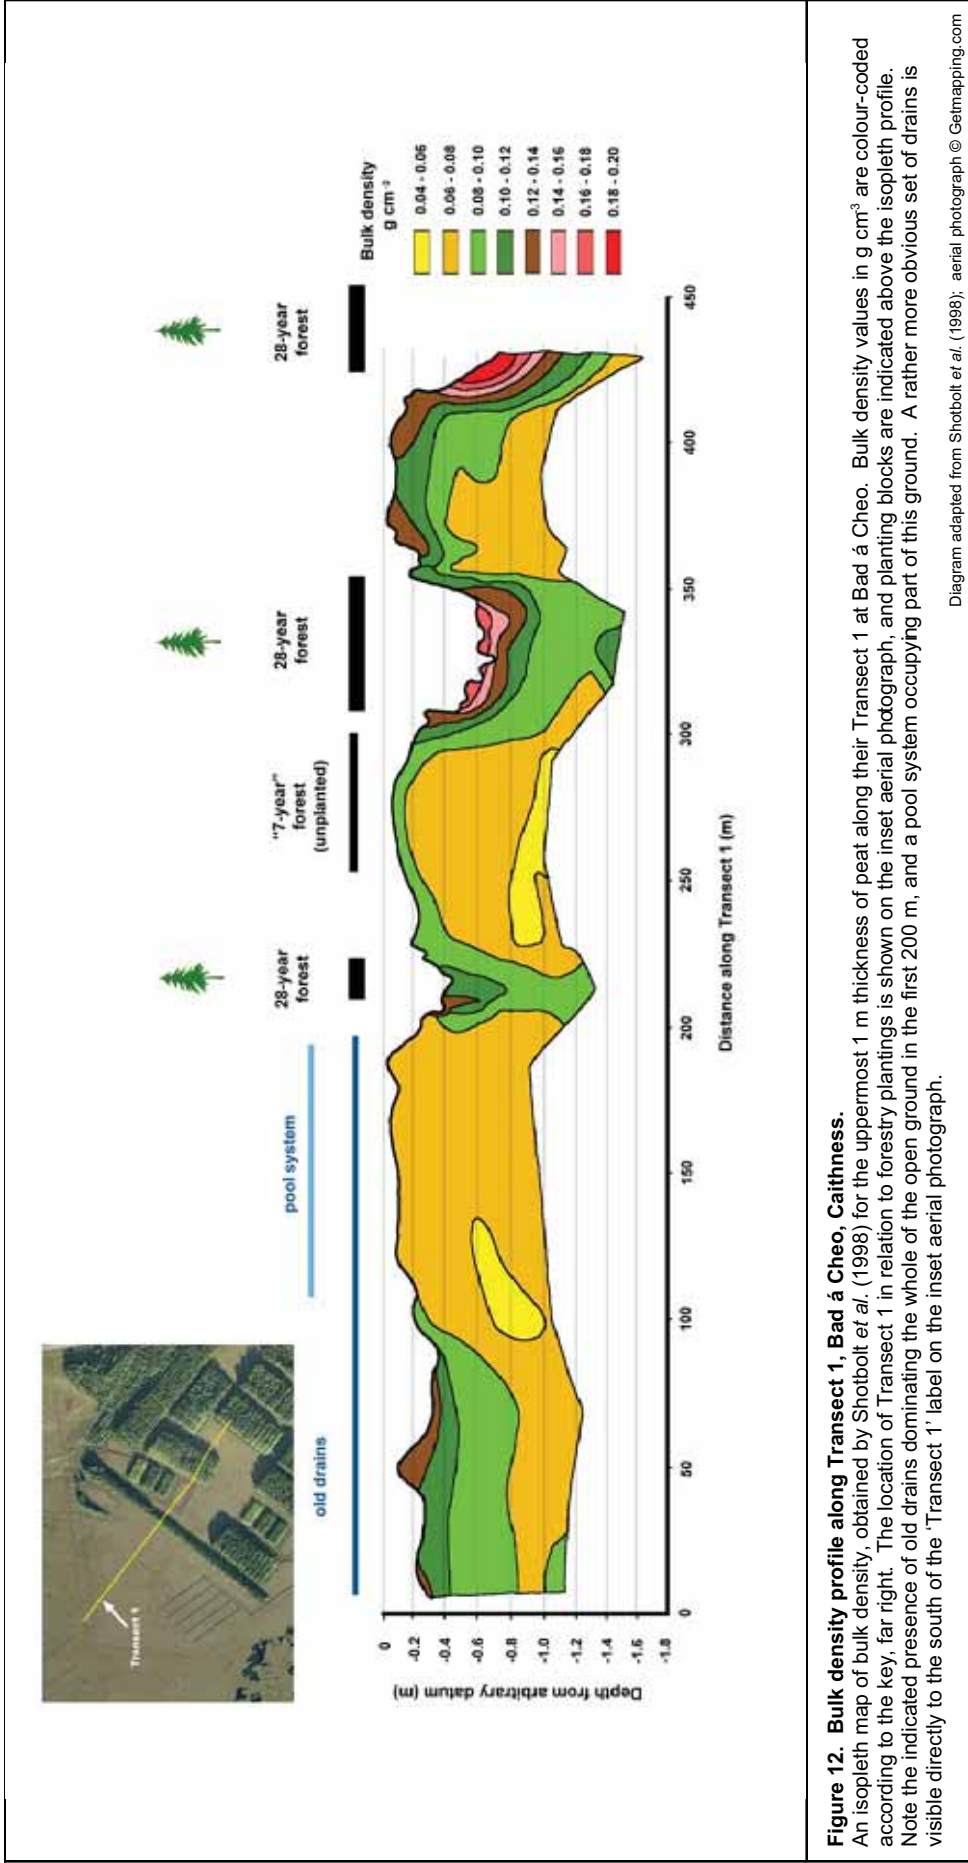 Transect 1
old drains
pool system
28-year
forest
"7-year"
forest
(unplanted)
28-year
forest
28-year
forest
Bulk density
g cm⁻³
0.04 - 0.06
0.06 - 0.08
0.08 - 0.10
0.10 - 0.12
0.12 - 0.14
0.14 - 0.16
0.16 - 0.18
0.18 - 0.20
Depth from arbitrary datum (m)
0
-0.2
-0.4
-0.6
-0.8
-1.0
-1.2
-1.4
-1.6
-1.8
0
50
100
150
200
250
300
350
400
450
Distance along Transect 1 (m)
Figure 12. Bulk density profile along Transect 1, Bad á Cheo, Caithness.
An isopleth map of bulk density, obtained by Shotbolt et al. (1998) for the uppermost 1 m thickness of peat along their Transect 1 at Bad á Cheo. Bulk density values in g cm³ are colour-coded
according to the key, far right. The location of Transect 1 in relation to forestry plantings is shown on the inset aerial photograph, and planting blocks are indicated above the isopleth profile.
Note the indicated presence of old drains dominating the whole of the open ground in the first 200 m, and a pool system occupying part of this ground. A rather more obvious set of drains is
visible directly to the south of the 'Transect 1' label on the inset aerial photograph.
Diagram adapted from Shotbolt et al. (1998); aerial photograph © Getmapping.com